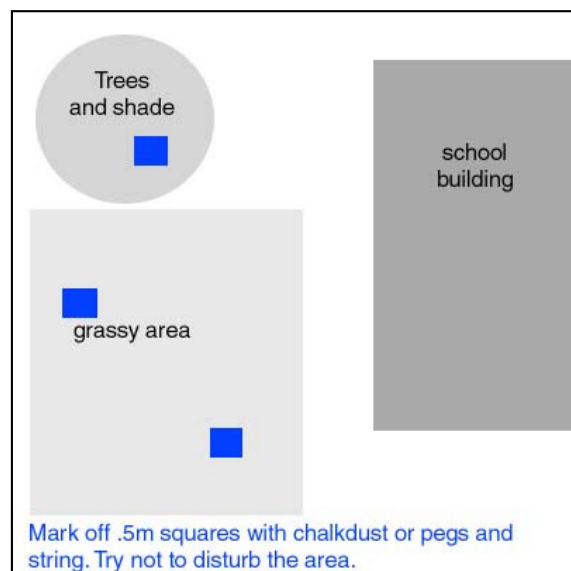 Trees
and shade
school
building
grassy area
Mark off .5m squares with chalkdust or pegs and
string. Try not to disturb the area.